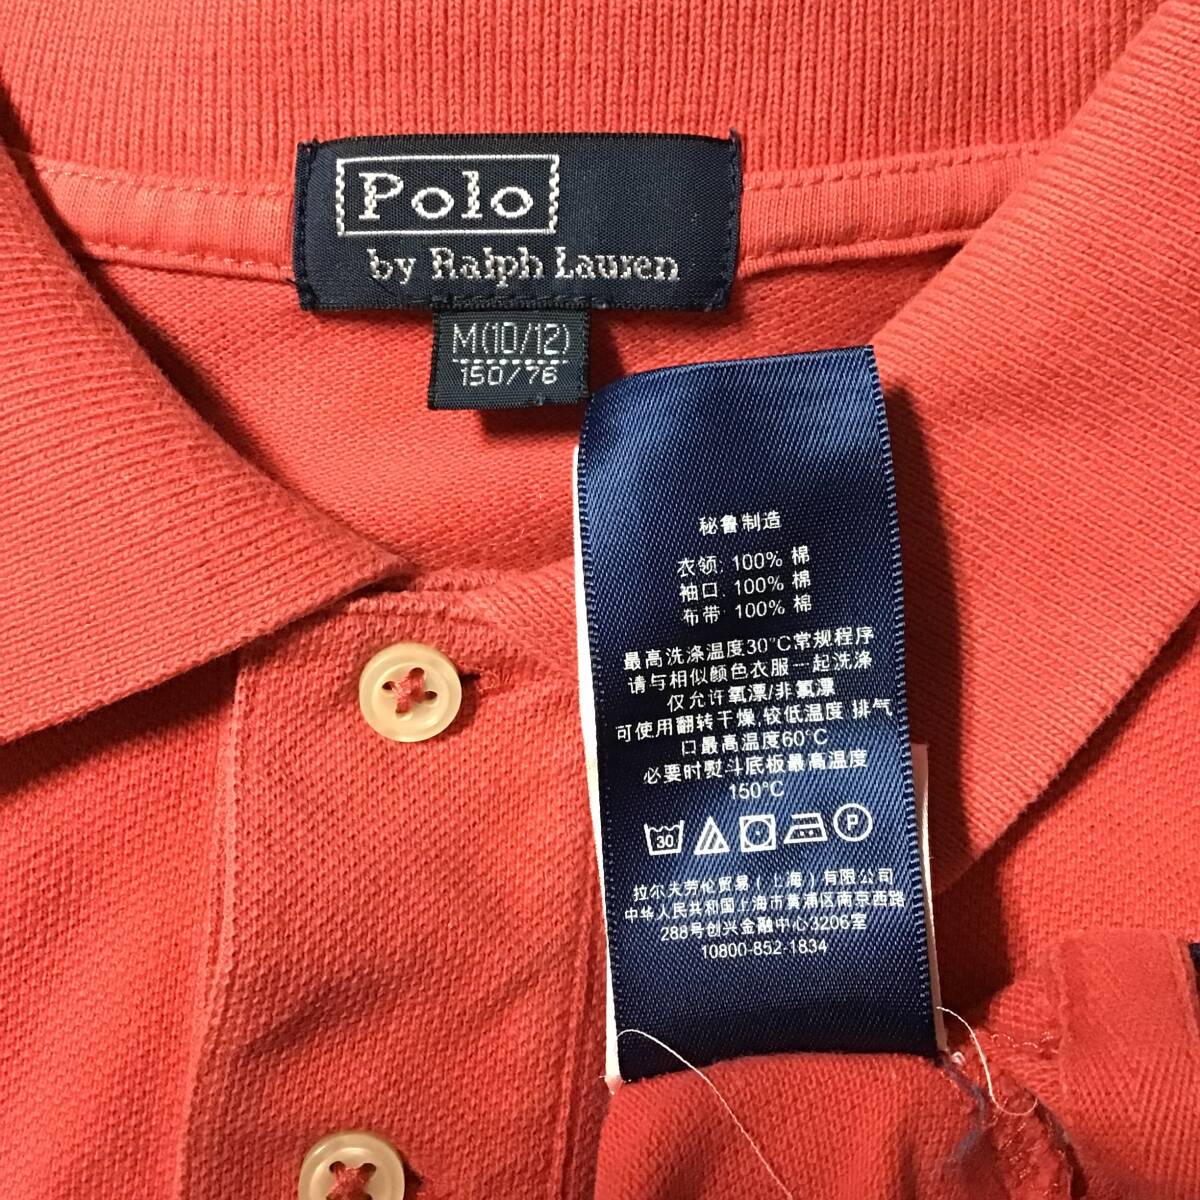 Polo
by Ralph Lauren
M(10/12)
150/76
秘鲁制造
衣领: 100% 棉
袖口: 100% 棉
布带: 100% 棉
最高洗涤温度30°C常规程序
请与相似颜色衣服一起洗涤
仅允许氧漂/非氯漂
可使用翻转干燥,较低温度 排气
口最高温度60°C
必要时熨斗底板最高温度
150°C
30
P
拉尔夫劳伦贸易(上海)有限公司
中华人民共和国上海市黄浦区南京西路
288号创兴金融中心3206室
10800-852-1834